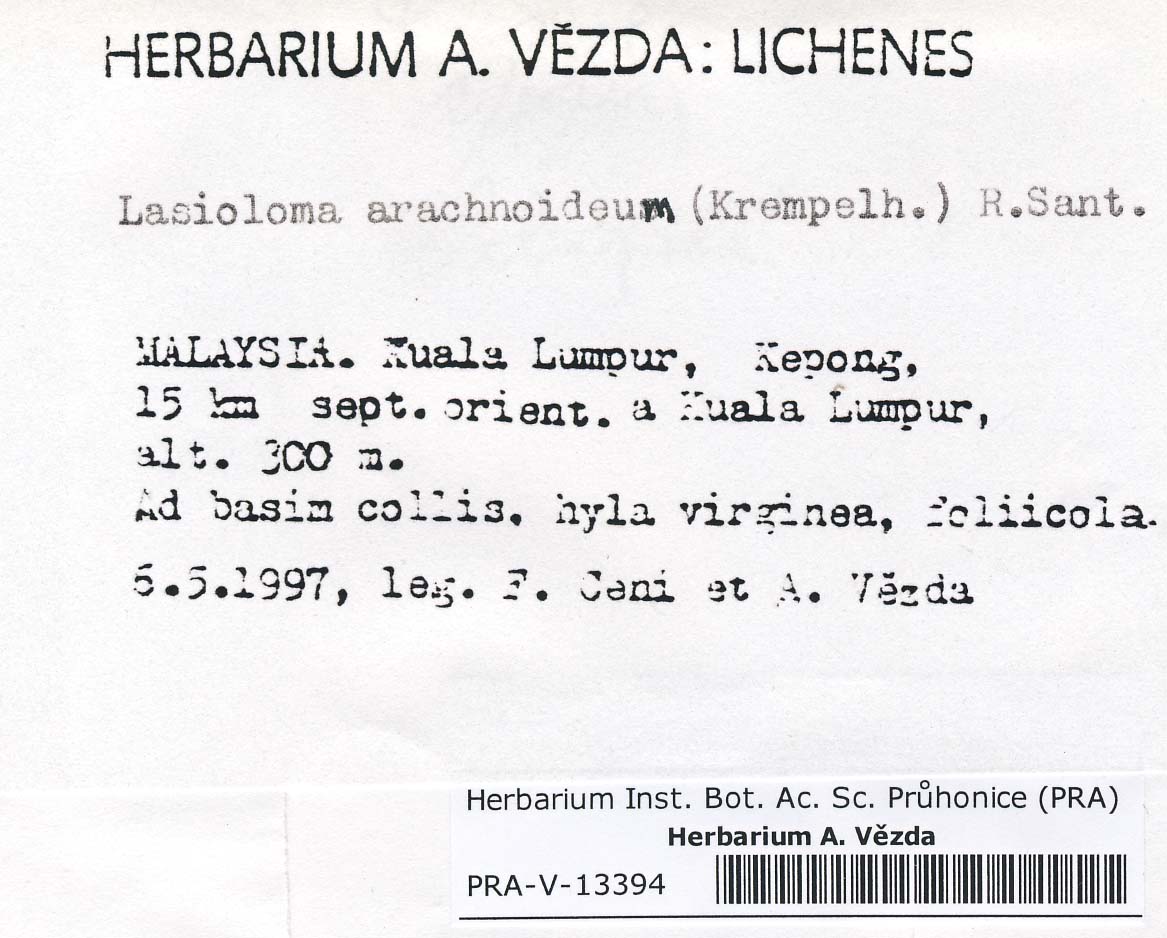 HERBARIUM A. VĚZDA: LICHENES
Lasioloma arachnoideum (Krempelh.) R.Sant.
MALAYSIA. Kuala Lumpur, Kepong,
15 km sept.orient. a Kuala Lumpur,
alt. 300 m.
Ad basim collis, hyla virginea, foliicola.
6.5.1997, leg. F. Ceni et A. Vězda
Herbarium Inst. Bot. Ac. Sc. Průhonice (PRA)
Herbarium A. Vězda
PRA-V-13394